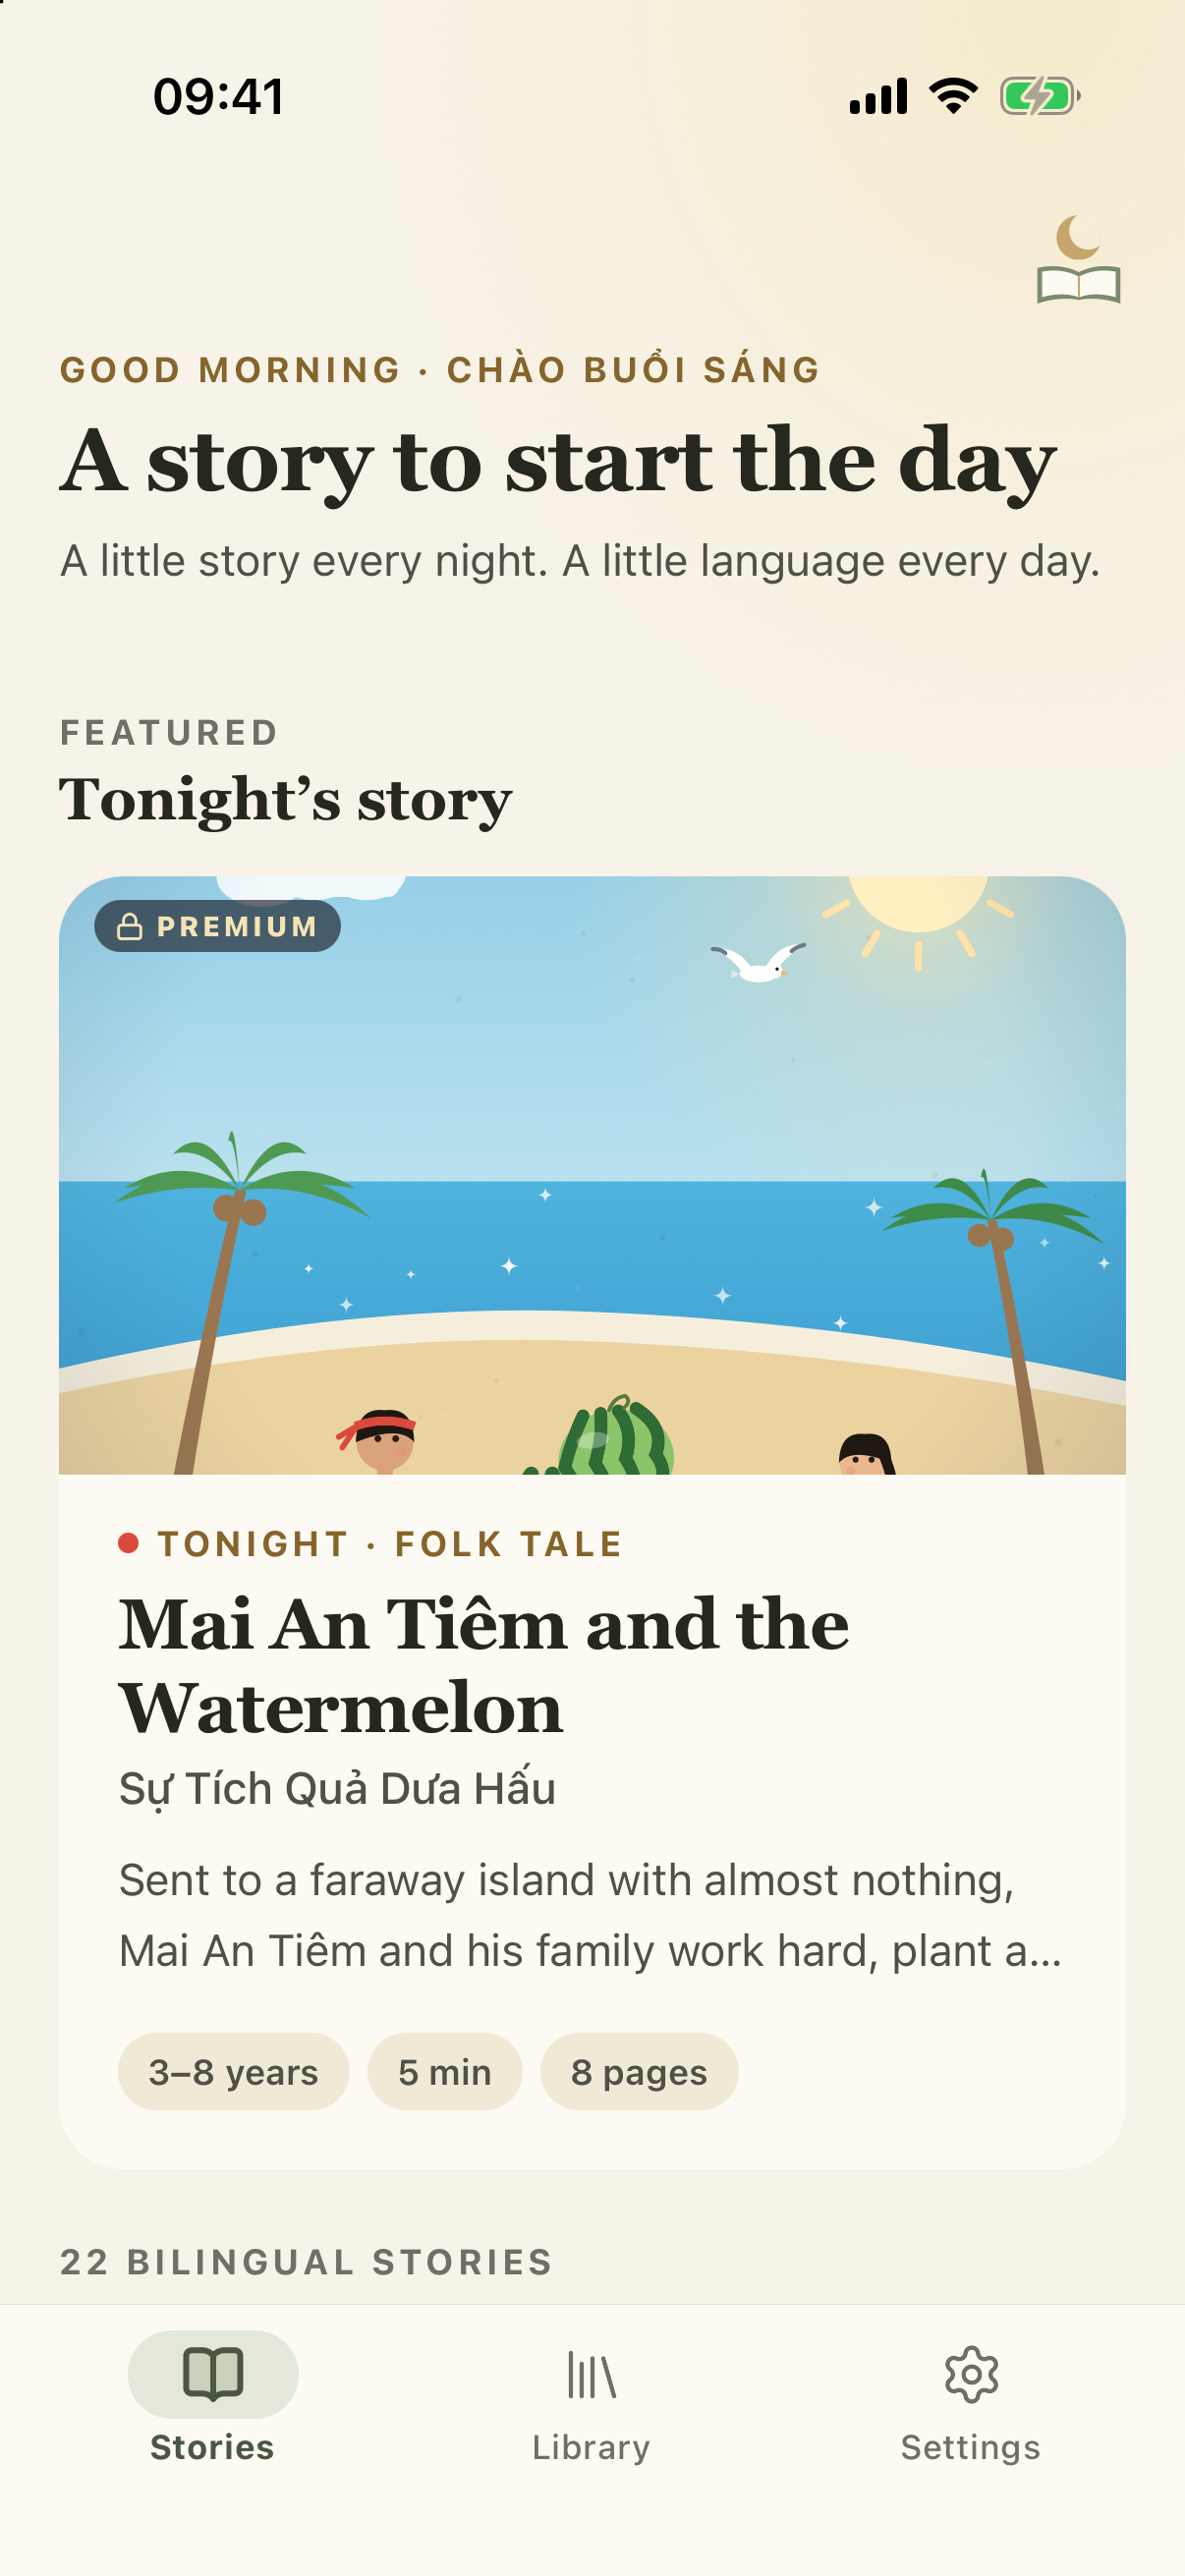 09:41
GOOD MORNING · CHÀO BUỔI SÁNG
A story to start the day
A little story every night. A little language every day.
FEATURED
Tonight’s story
PREMIUM
TONIGHT · FOLK TALE
Mai An Tiêm and the
Watermelon
Sự Tích Quả Dưa Hấu
Sent to a faraway island with almost nothing,
Mai An Tiêm and his family work hard, plant a...
3–8 years 5 min 8 pages
22 BILINGUAL STORIES
Stories Library Settings